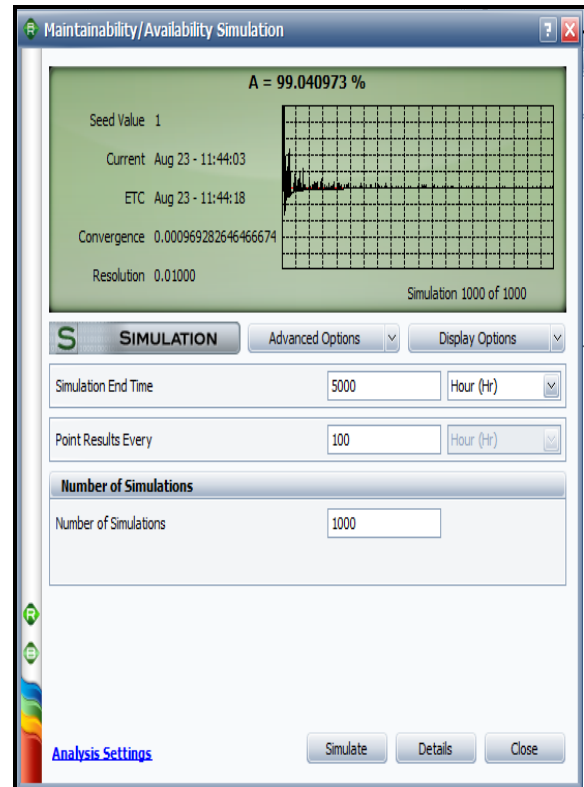 Maintainability/Availability Simulation
A = 99.040973 %
Seed Value 1
Current Aug 23 - 11:44:03
ETC Aug 23 - 11:44:18
Convergence 0.000969282646466674
Resolution 0.01000
Simulation 1000 of 1000
S SIMULATION Advanced Options Display Options
Simulation End Time 5000 Hour (Hr)
Point Results Every 100 Hour (Hr)
Number of Simulations
Number of Simulations 1000
R
B
Analysis Settings Simulate Details Close